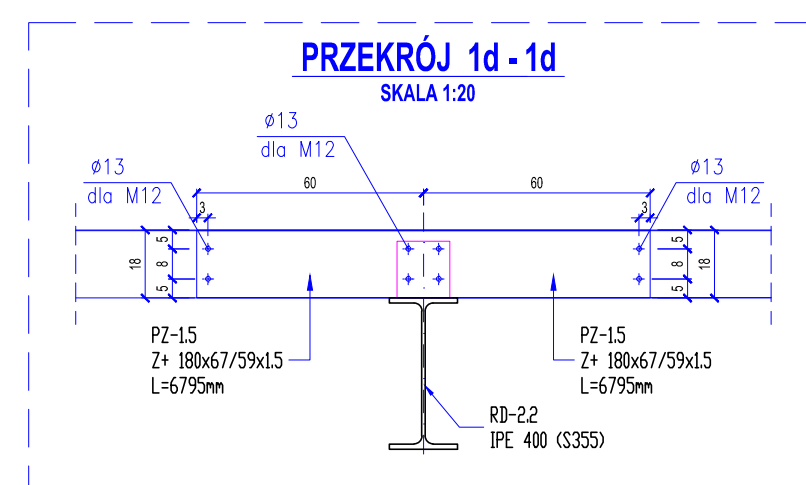 PRZEKRÓJ 1d - 1d
SKALA 1:20
ø13
dla M12
ø13
dla M12
ø13
dla M12
60
60
3
3
18
5
8
5
5
8
5
18
PZ-1.5
Z+ 180x67/59x1.5
L=6795mm
PZ-1.5
Z+ 180x67/59x1.5
L=6795mm
RD-2.2
IPE 400 (S355)